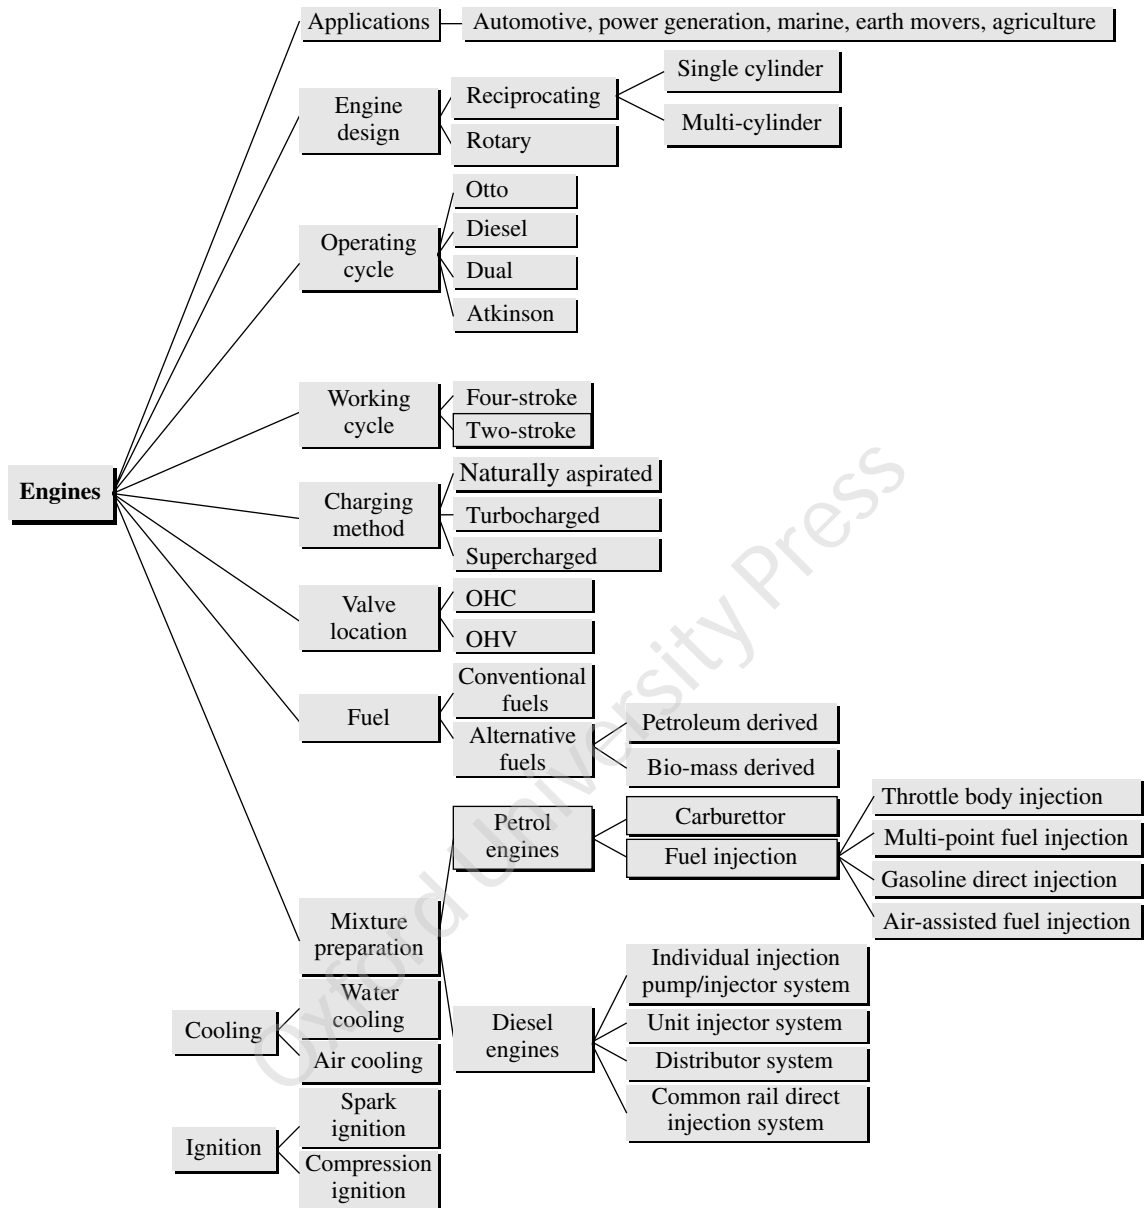 Applications
Automotive, power generation, marine, earth movers, agriculture
Engine
design
Reciprocating
Single cylinder
Multi-cylinder
Rotary
Operating
cycle
Otto
Diesel
Dual
Atkinson
Engines
Working
cycle
Four-stroke
Two-stroke
Charging
method
Naturally aspirated
Turbocharged
Supercharged
Valve
location
OHC
OHV
Fuel
Conventional
fuels
Alternative
fuels
Petroleum derived
Bio-mass derived
Mixture
preparation
Petrol
engines
Carburettor
Fuel injection
Throttle body injection
Multi-point fuel injection
Gasoline direct injection
Air-assisted fuel injection
Diesel
engines
Individual injection
pump/injector system
Unit injector system
Distributor system
Common rail direct
injection system
Cooling
Water
cooling
Air cooling
Ignition
Spark
ignition
Compression
ignition
Oxford University Press